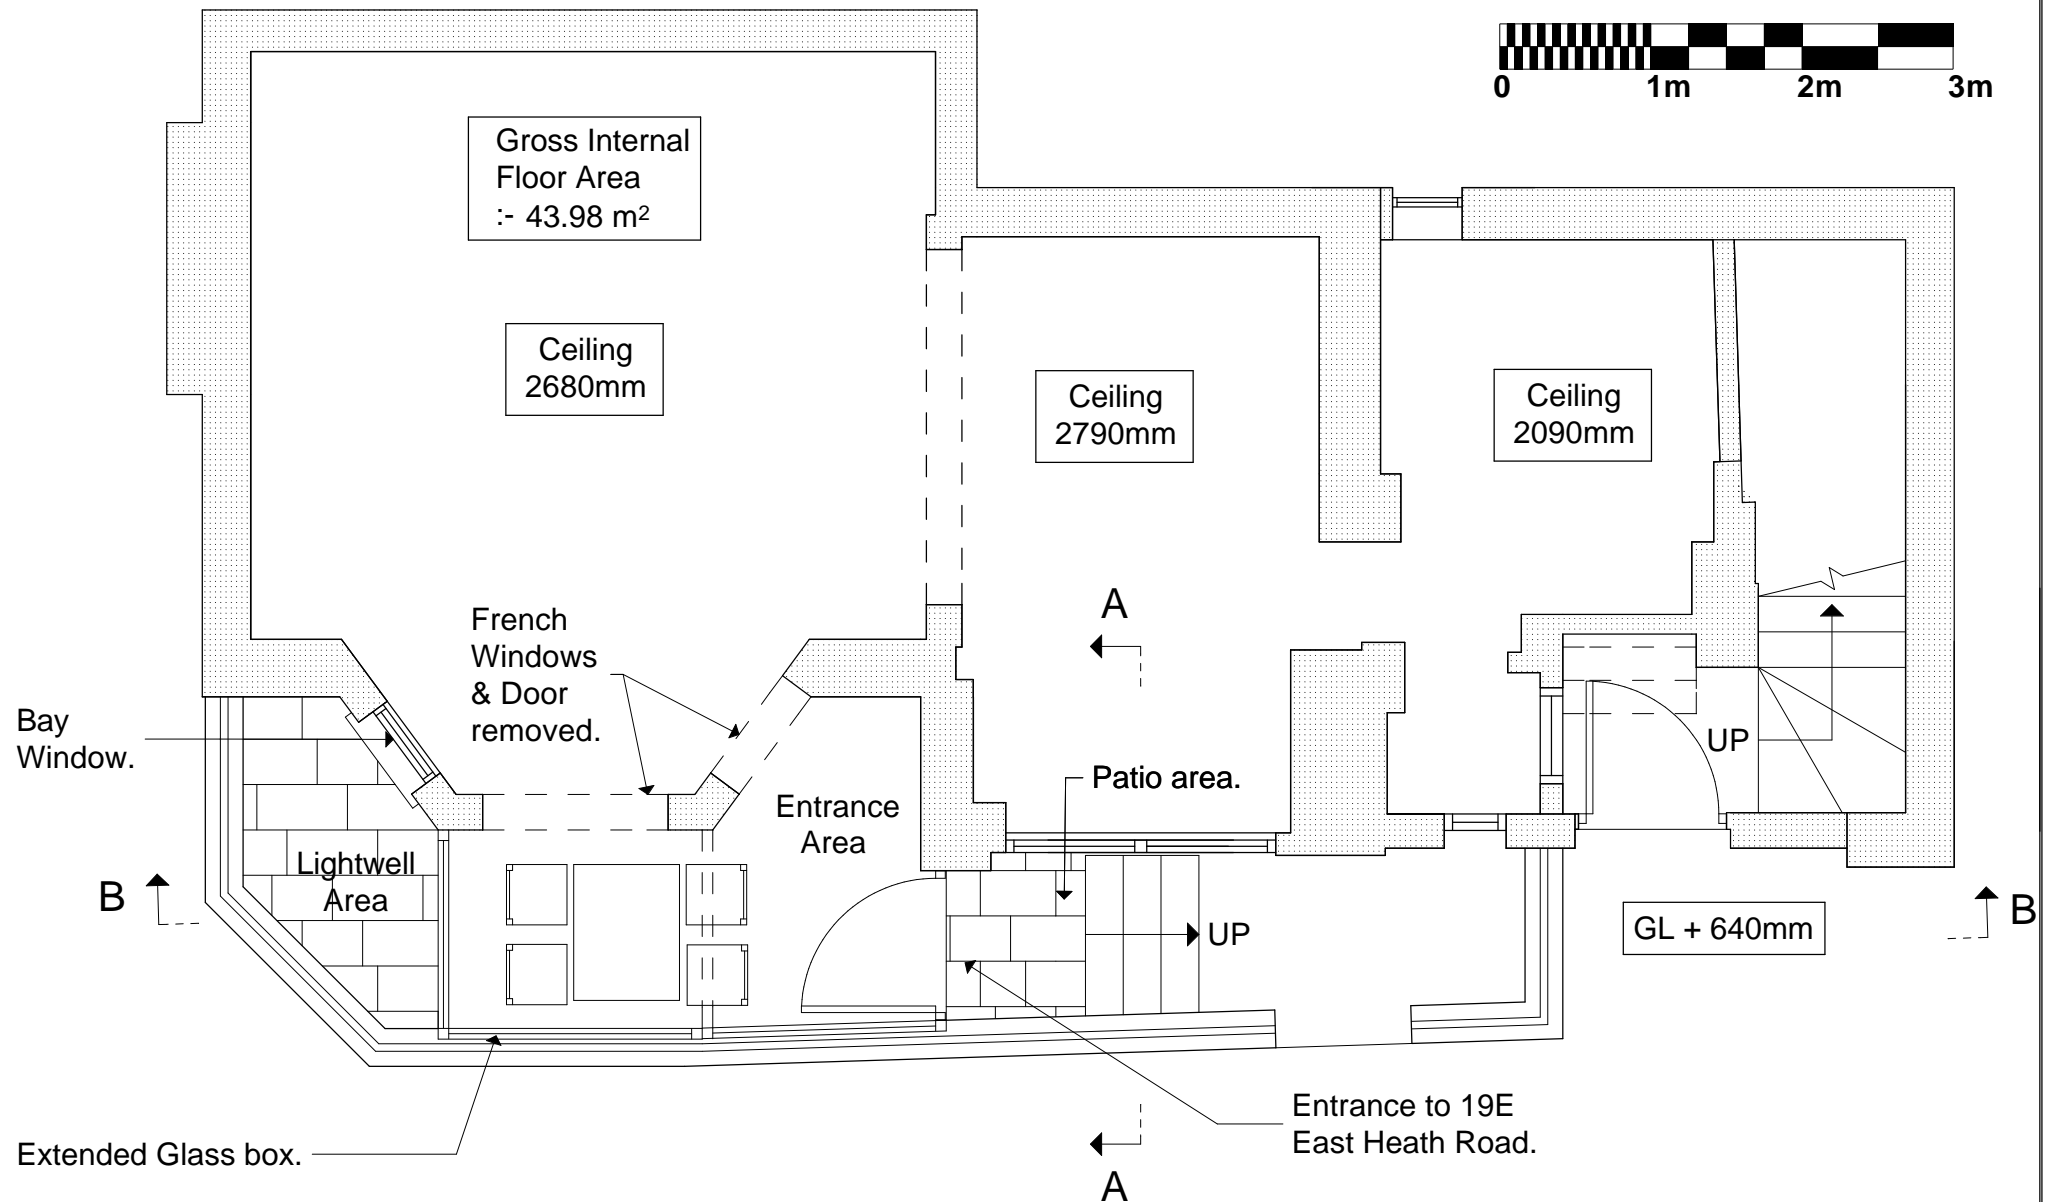 0 1m 2m 3m
Gross Internal
Floor Area
:- 43.98 m²
Ceiling
2680mm
Ceiling
2790mm
Ceiling
2090mm
French
Windows
& Door
removed.
A
Bay
Window.
UP
Patio area.
Entrance
Area
Lightwell
Area
B
UP
GL + 640mm
B
Entrance to 19E
East Heath Road.
Extended Glass box.
A